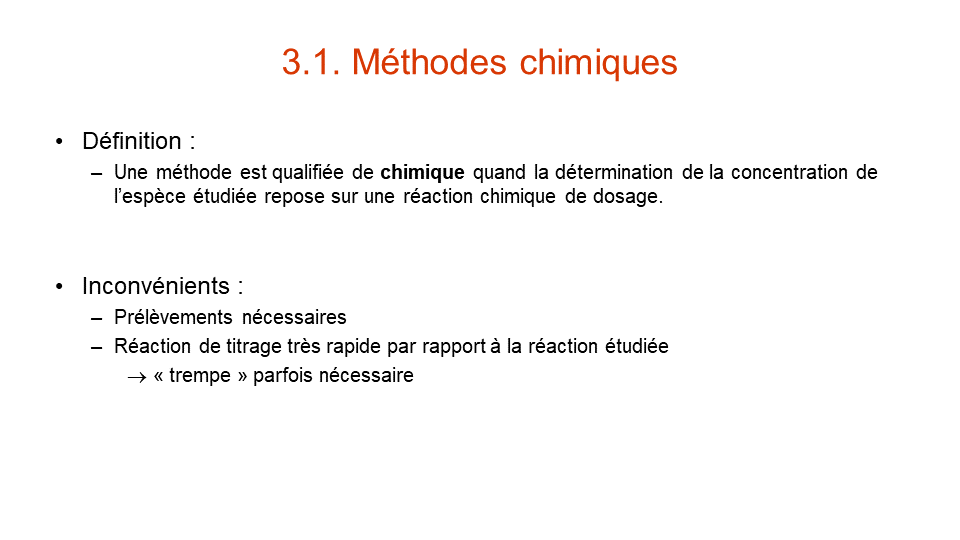 3.1. Méthodes chimiques
• Définition :
– Une méthode est qualifiée de chimique quand la détermination de la concentration de
l’espèce étudiée repose sur une réaction chimique de dosage.
• Inconvénients :
– Prélèvements nécessaires
– Réaction de titrage très rapide par rapport à la réaction étudiée
→ « trempe » parfois nécessaire